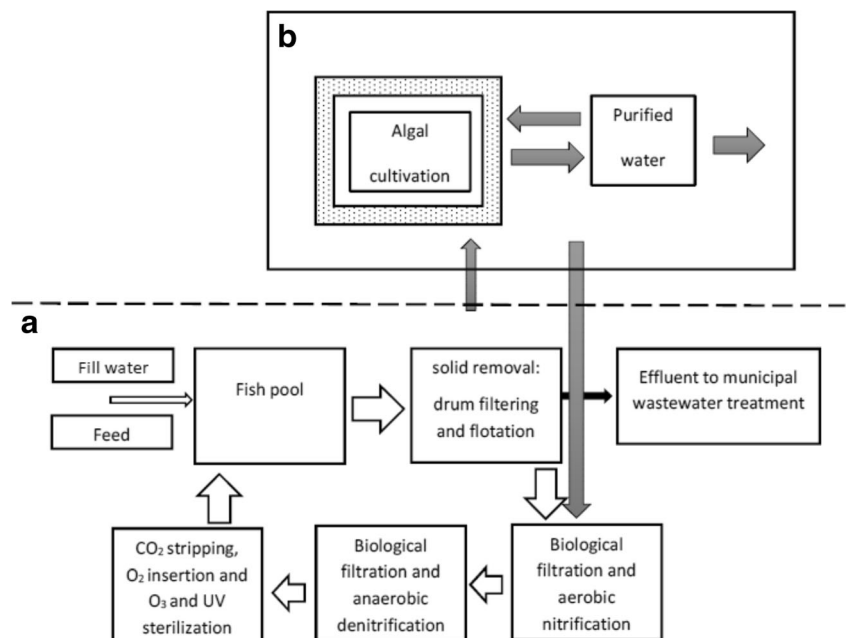 b
Algal
cultivation
Purified
water
a
Fill water
Feed
Fish pool
solid removal:
drum filtering
and flotation
Effluent to municipal
wastewater treatment
CO₂ stripping,
O₂ insertion and
O₃ and UV
sterilization
Biological
filtration and
anaerobic
denitrification
Biological
filtration and
aerobic
nitrification